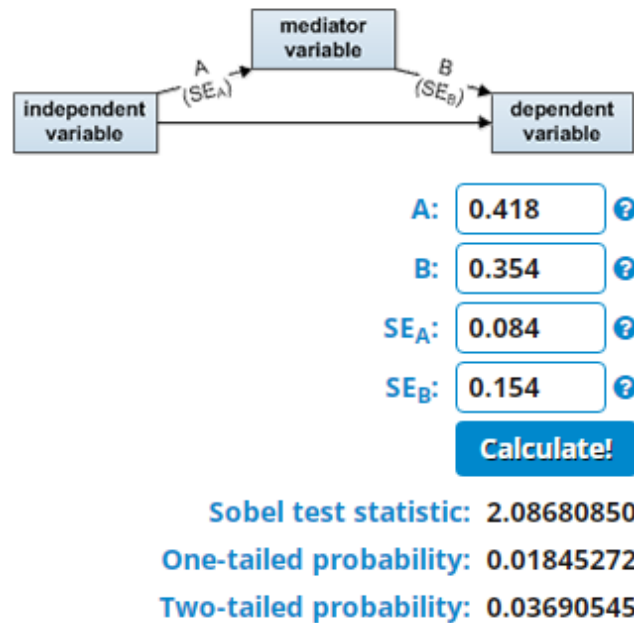 mediator
variable
A
(SEA)
B
(SEB)
independent
variable
dependent
variable
A: 0.418 ?
B: 0.354 ?
SEA: 0.084 ?
SEB: 0.154 ?
Calculate!
Sobel test statistic: 2.08680850
One-tailed probability: 0.01845272
Two-tailed probability: 0.03690545